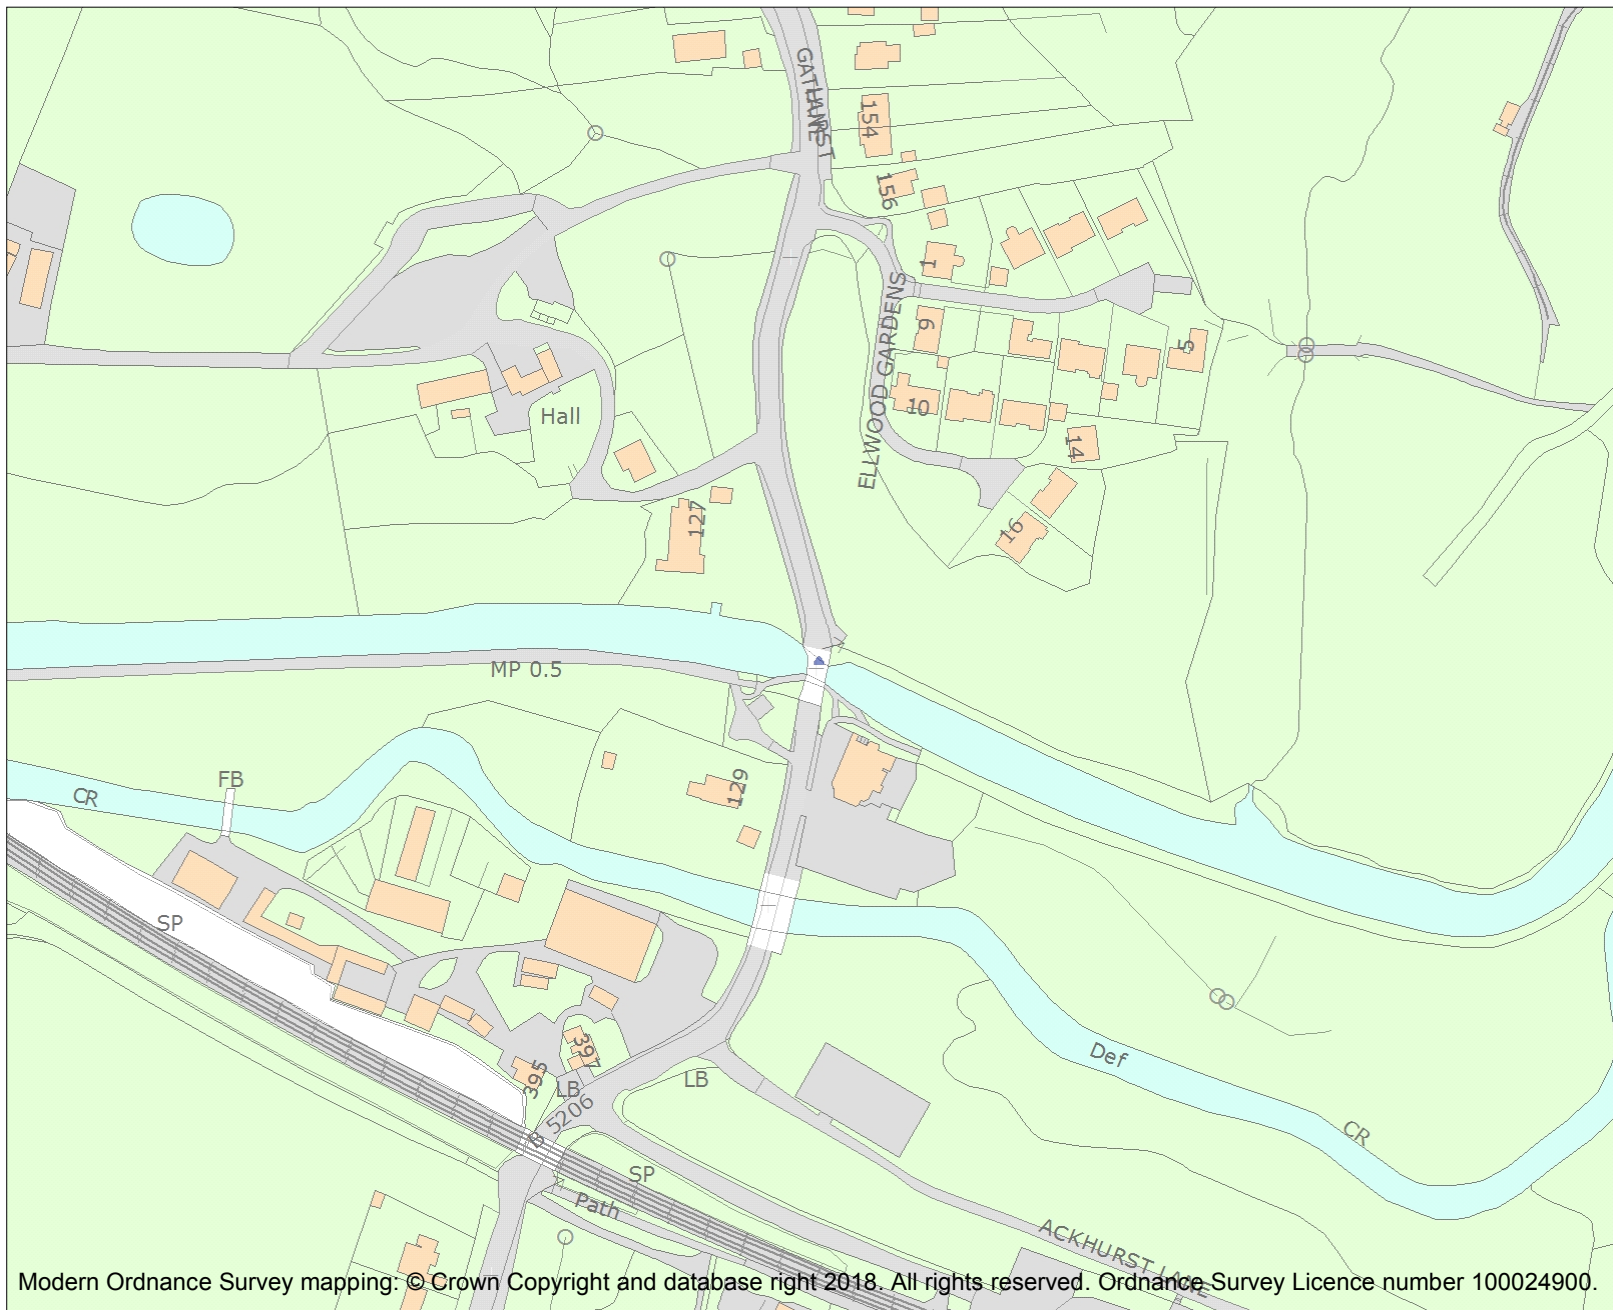 GATHURST
LANE
154
156
1
9
5
ELLWOOD GARDENS
10
Hall
14
127
16
MP 0.5
FB
CR
129
SP
Def
397
395
LB
LB
B 5206
CR
SP
Path
ACKHURST LANE
Modern Ordnance Survey mapping: © Crown Copyright and database right 2018. All rights reserved. Ordnance Survey Licence number 100024900.